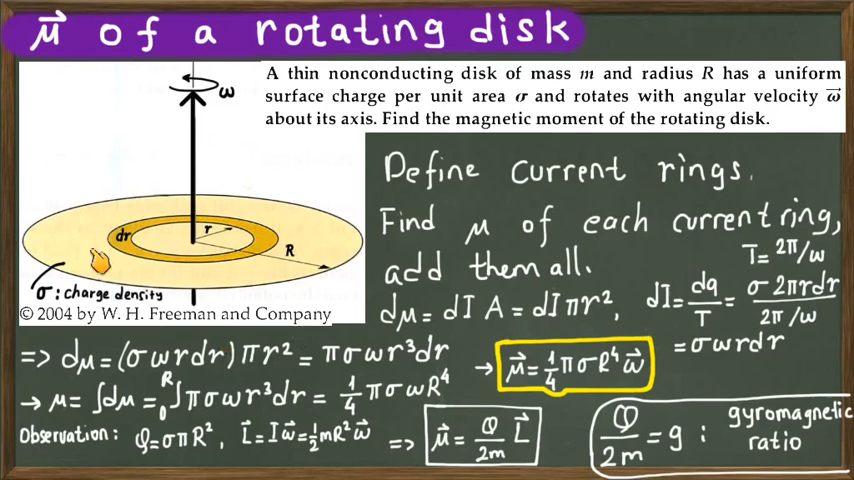 μ⃗ of a rotating disk
A thin nonconducting disk of mass m and radius R has a uniform
surface charge per unit area σ and rotates with angular velocity ω⃗
about its axis. Find the magnetic moment of the rotating disk.
ω
dr
r
R
σ: charge density
© 2004 by W. H. Freeman and Company
Define current rings.
Find μ of each current ring,
add them all.
T = 2π/w
dμ = dI A = dI πr², dI = dq/T = σ 2πrdr / 2π/w
= σωrdr
=> dμ = (σωrdr) πr² = πσωr³dr
→ μ⃗ = ¼ πσR⁴ ω⃗
→ μ = ∫dμ = ₀∫ᴿ πσωr³dr = ¼ πσωR⁴
Observation: Q=σπR², L⃗ = Iω⃗ = ½mR²ω⃗ => μ⃗ = Q/2m L⃗
Q/2m = g : gyromagnetic
ratio